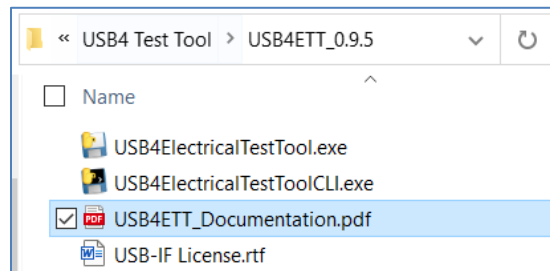 « USB4 Test Tool > USB4ETT_0.9.5
Name
USB4ElectricalTestTool.exe
USB4ElectricalTestToolCLI.exe
USB4ETT_Documentation.pdf
USB-IF License.rtf